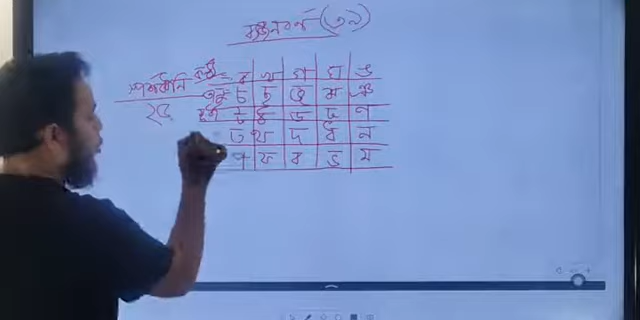 ব্যঞ্জনবর্ণ (৩৯)
স্পর্শধ্বনি
২৫
ক খ গ ঘ ঙ
চ ছ জ ঝ ঞ
ট ঠ ড ঢ ণ
ত থ দ ধ ন
প ফ ব ভ ম